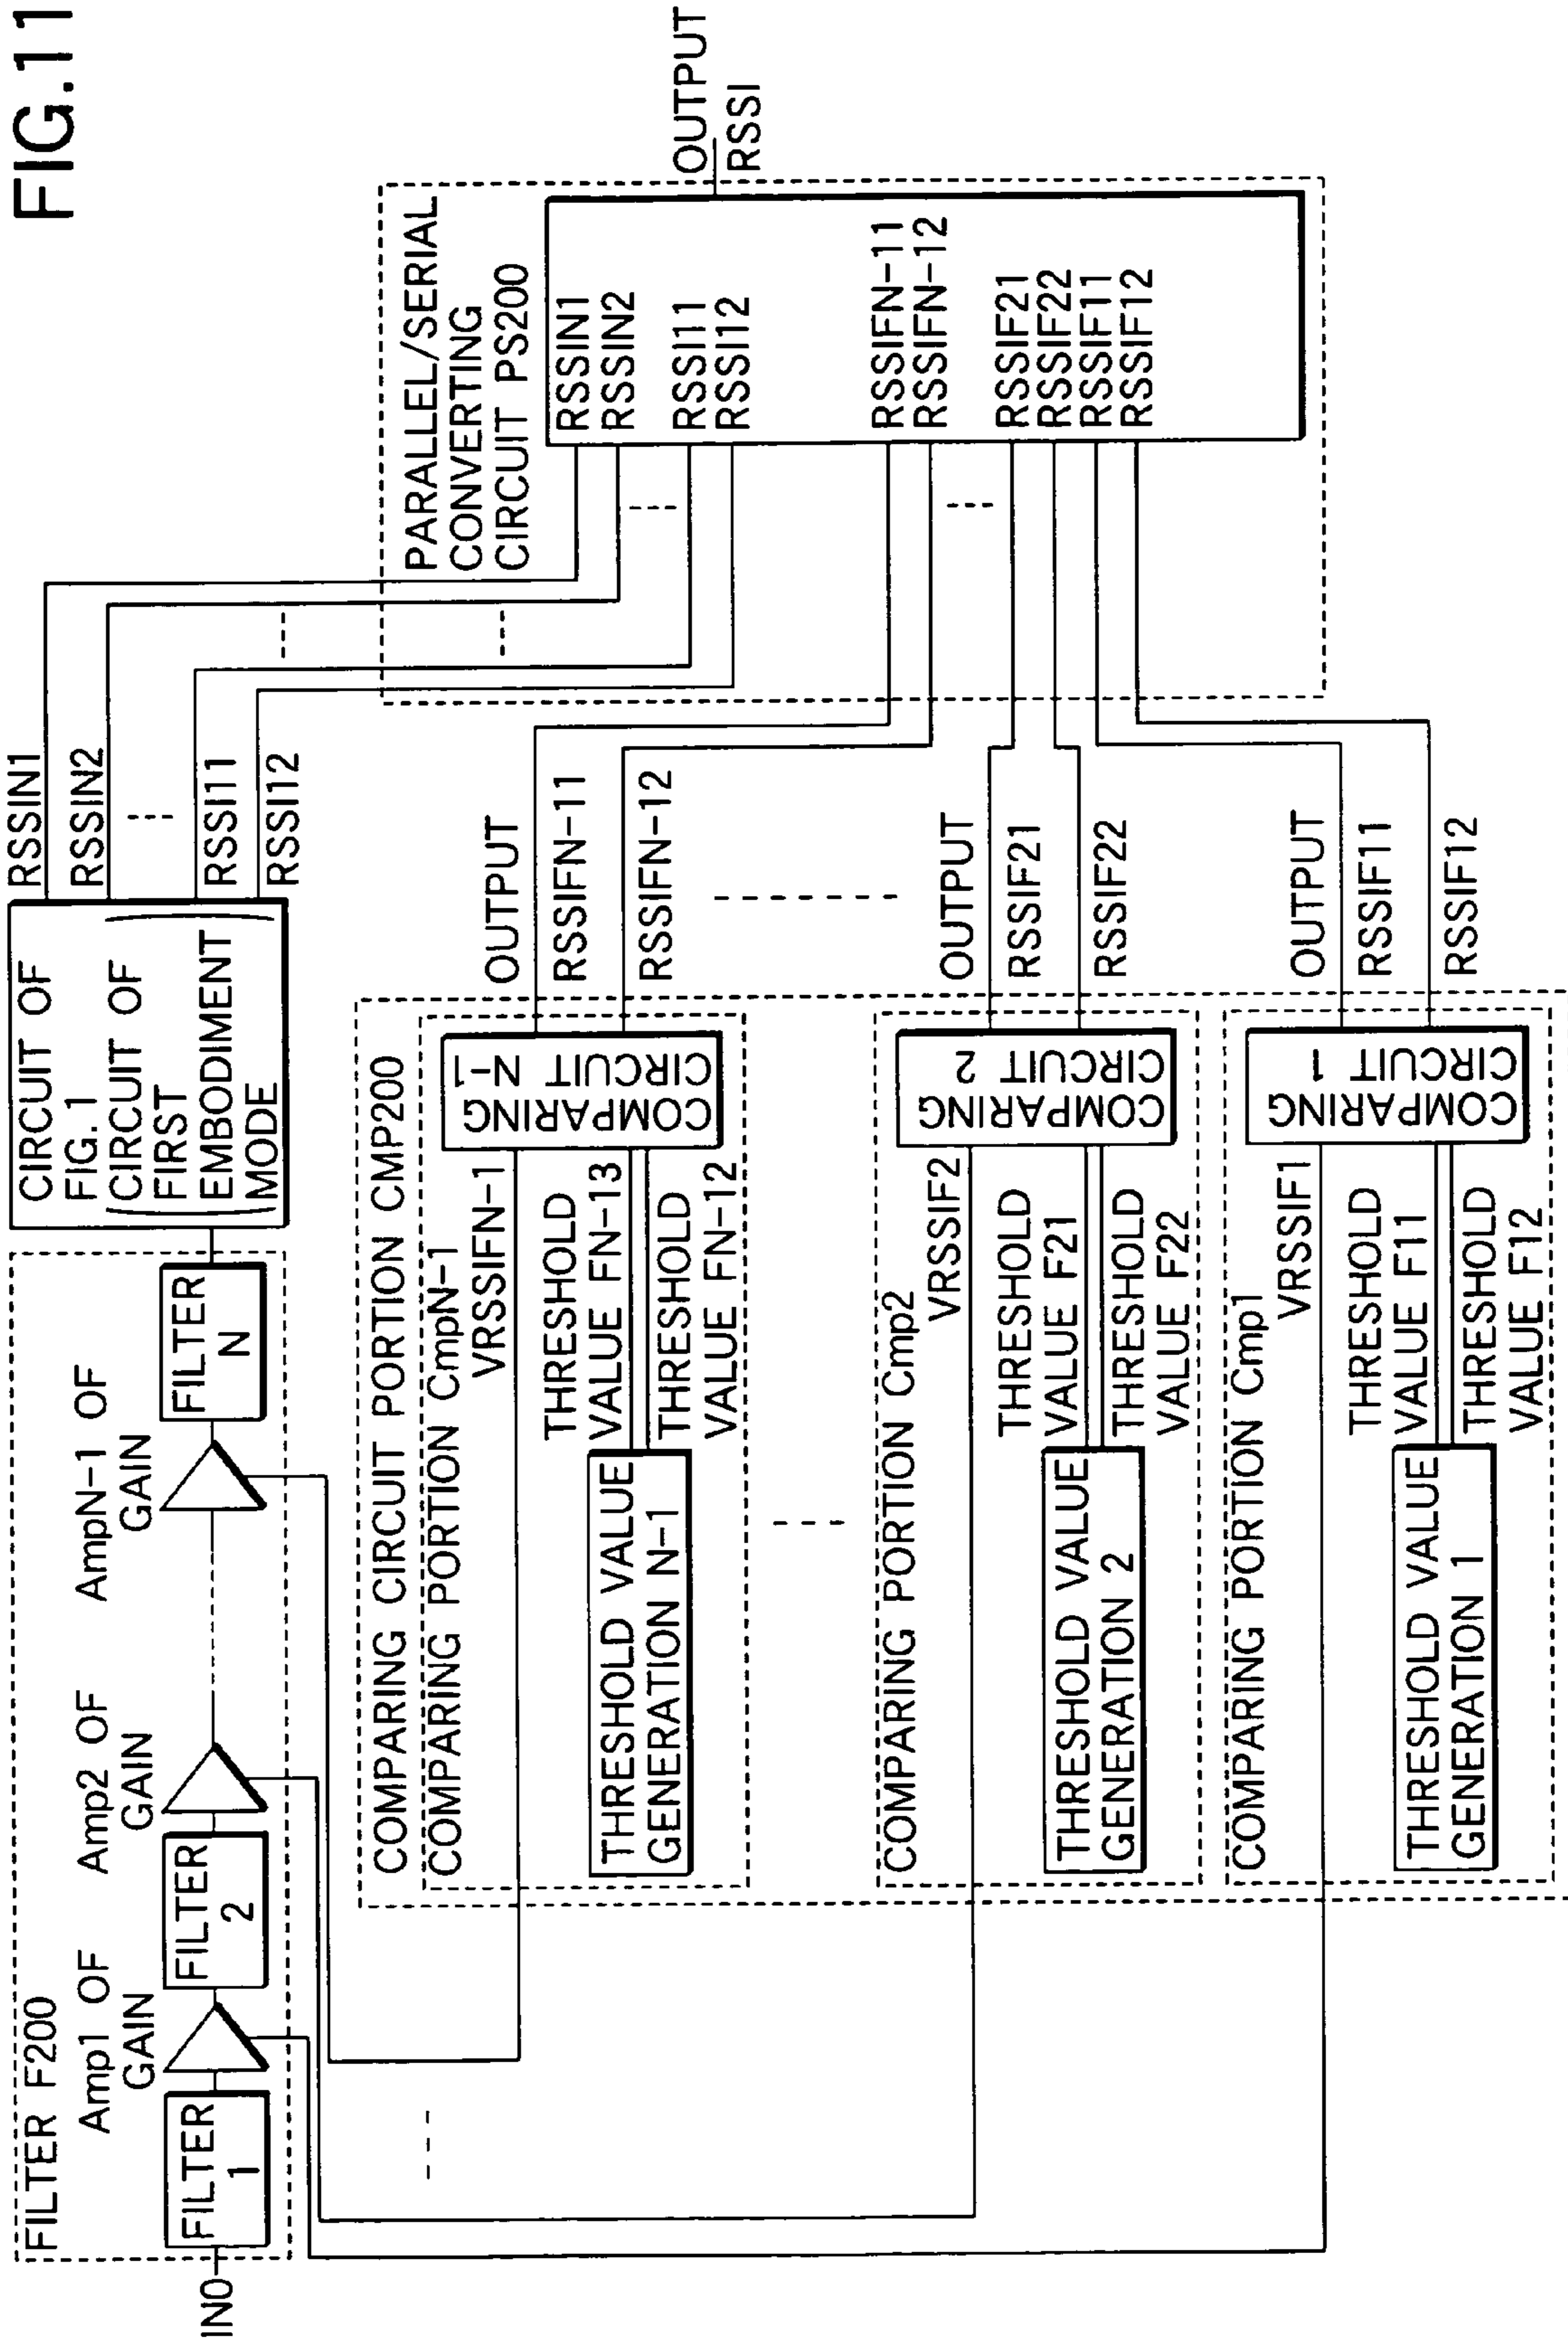 FIG.11
FILTER F200
Amp1 OF
GAIN
Amp2 OF
GAIN
AmpN-1 OF
GAIN
IN0
FILTER
1
FILTER
2
FILTER
N
CIRCUIT OF
FIG.1
CIRCUIT OF
FIRST
EMBODIMENT
MODE
RSSIN1
RSSIN2
RSSI11
RSSI12
COMPARING CIRCUIT PORTION CMP200
COMPARING PORTION CmpN-1
VRSSIFN-1
THRESHOLD
VALUE FN-13
THRESHOLD
VALUE FN-12
THRESHOLD VALUE
GENERATION N-1
COMPARING
CIRCUIT N-1
OUTPUT
RSSIFN-11
RSSIFN-12
COMPARING PORTION Cmp2
VRSSIF2
THRESHOLD
VALUE F21
THRESHOLD
VALUE F22
THRESHOLD VALUE
GENERATION 2
COMPARING
CIRCUIT 2
OUTPUT
RSSIF21
RSSIF22
COMPARING PORTION Cmp1
VRSSIF1
THRESHOLD
VALUE F11
THRESHOLD
VALUE F12
THRESHOLD VALUE
GENERATION 1
COMPARING
CIRCUIT 1
OUTPUT
RSSIF11
RSSIF12
PARALLEL/SERIAL
CONVERTING
CIRCUIT PS200
RSSIN1
RSSIN2
RSSI11
RSSI12
RSSIFN-11
RSSIFN-12
RSSIF21
RSSIF22
RSSIF11
RSSIF12
OUTPUT
RSSI